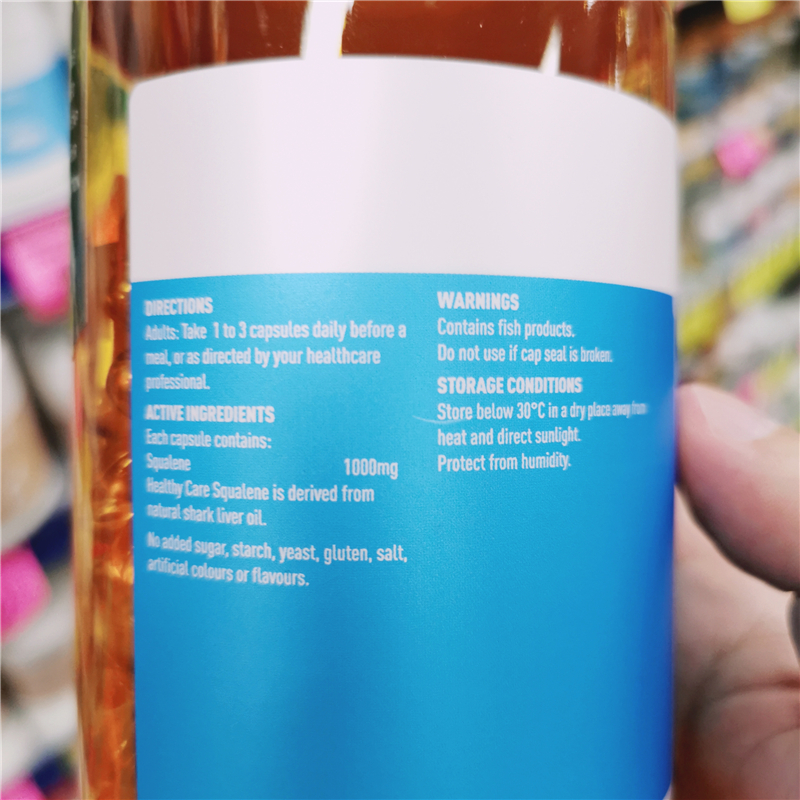 DIRECTIONS
Adults: Take 1 to 3 capsules daily before a
meal, or as directed by your healthcare
professional.
ACTIVE INGREDIENTS
Each capsule contains:
Squalene 1000mg
Healthy Care Squalene is derived from
natural shark liver oil.
No added sugar, starch, yeast, gluten, salt,
artificial colours or flavours.
WARNINGS
Contains fish products.
Do not use if cap seal is broken.
STORAGE CONDITIONS
Store below 30°C in a dry place away from
heat and direct sunlight.
Protect from humidity.